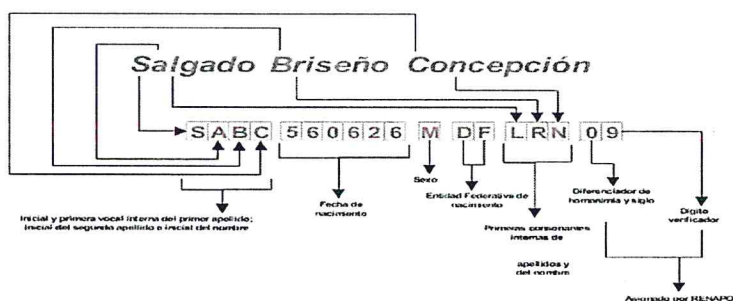 Salgado Briseño Concepción
S A B C 5 6 0 6 2 6 M D F L R N 0 9
Sexo
Inicial y primera vocal interna del primer apellido;
inicial del segundo apellido e inicial del nombre
Fecha de
nacimiento
Entidad Federativa de
nacimiento
Primeras consonantes
internas de
apellidos y
del nombre
Diferenciador de
homonimia y siglo
Dígito
verificador
Asignado por RENAPO